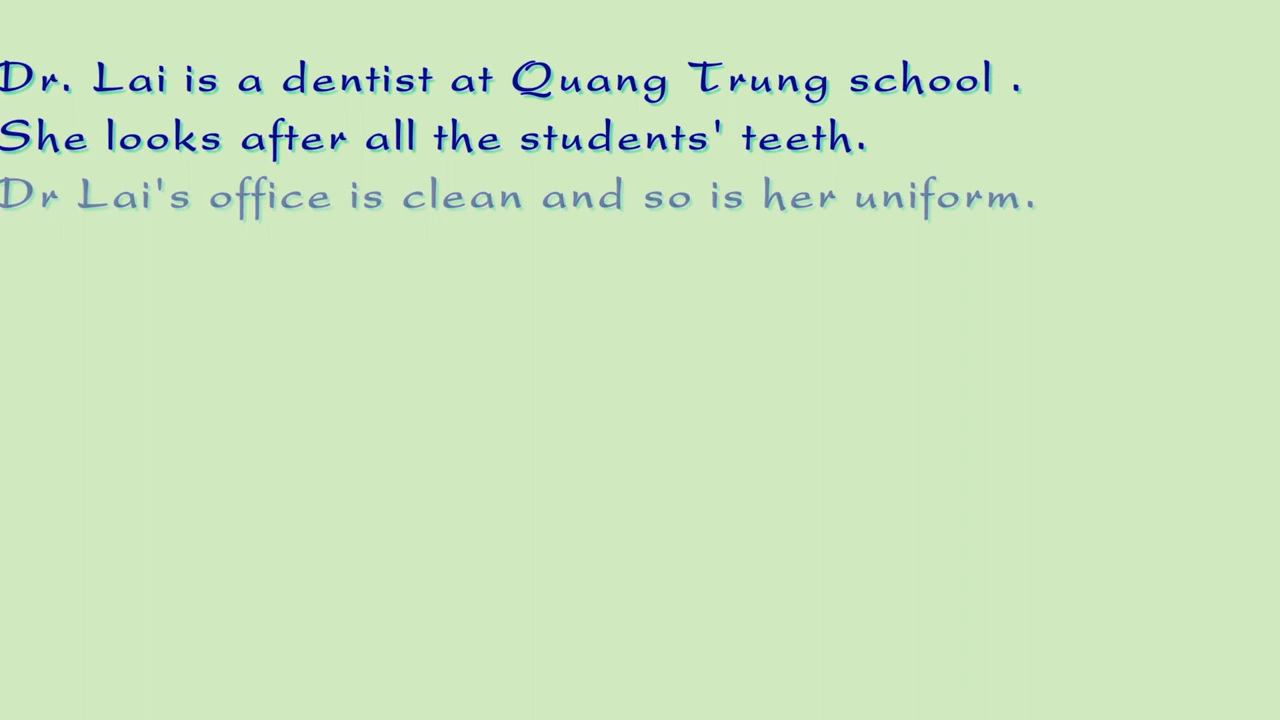 Dr. Lai is a dentist at Quang Trung school .
She looks after all the students' teeth.
Dr Lai's office is clean and so is her uniform.